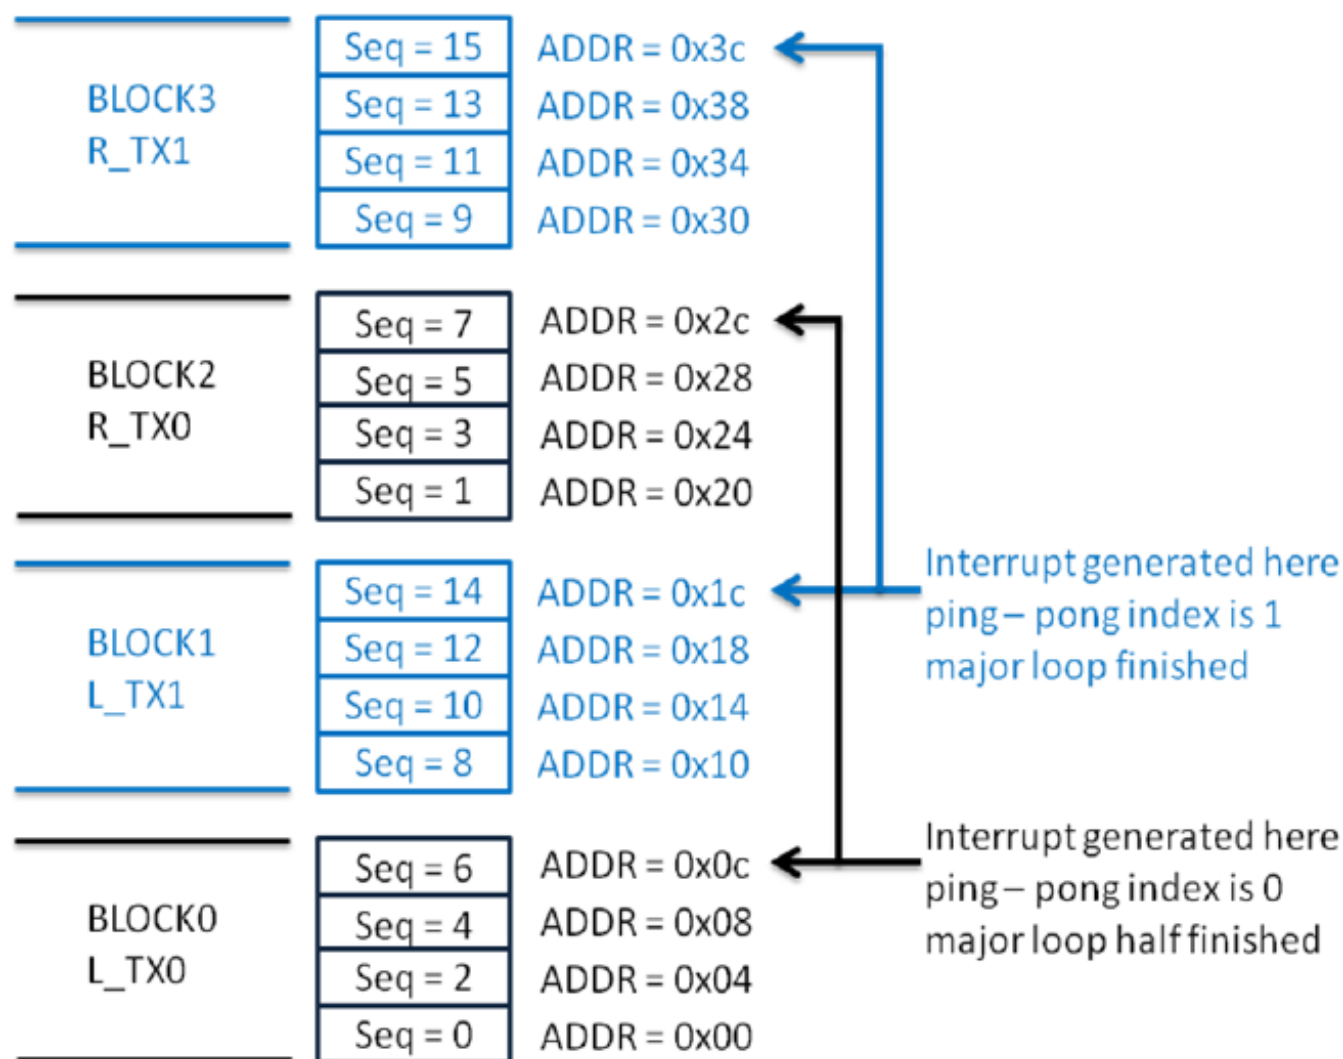 BLOCK3
R_TX1
Seq = 15 ADDR = 0x3c
Seq = 13 ADDR = 0x38
Seq = 11 ADDR = 0x34
Seq = 9 ADDR = 0x30
BLOCK2
R_TX0
Seq = 7 ADDR = 0x2c
Seq = 5 ADDR = 0x28
Seq = 3 ADDR = 0x24
Seq = 1 ADDR = 0x20
BLOCK1
L_TX1
Seq = 14 ADDR = 0x1c
Seq = 12 ADDR = 0x18
Seq = 10 ADDR = 0x14
Seq = 8 ADDR = 0x10
Interrupt generated here
ping – pong index is 1
major loop finished
BLOCK0
L_TX0
Seq = 6 ADDR = 0x0c
Seq = 4 ADDR = 0x08
Seq = 2 ADDR = 0x04
Seq = 0 ADDR = 0x00
Interrupt generated here
ping – pong index is 0
major loop half finished